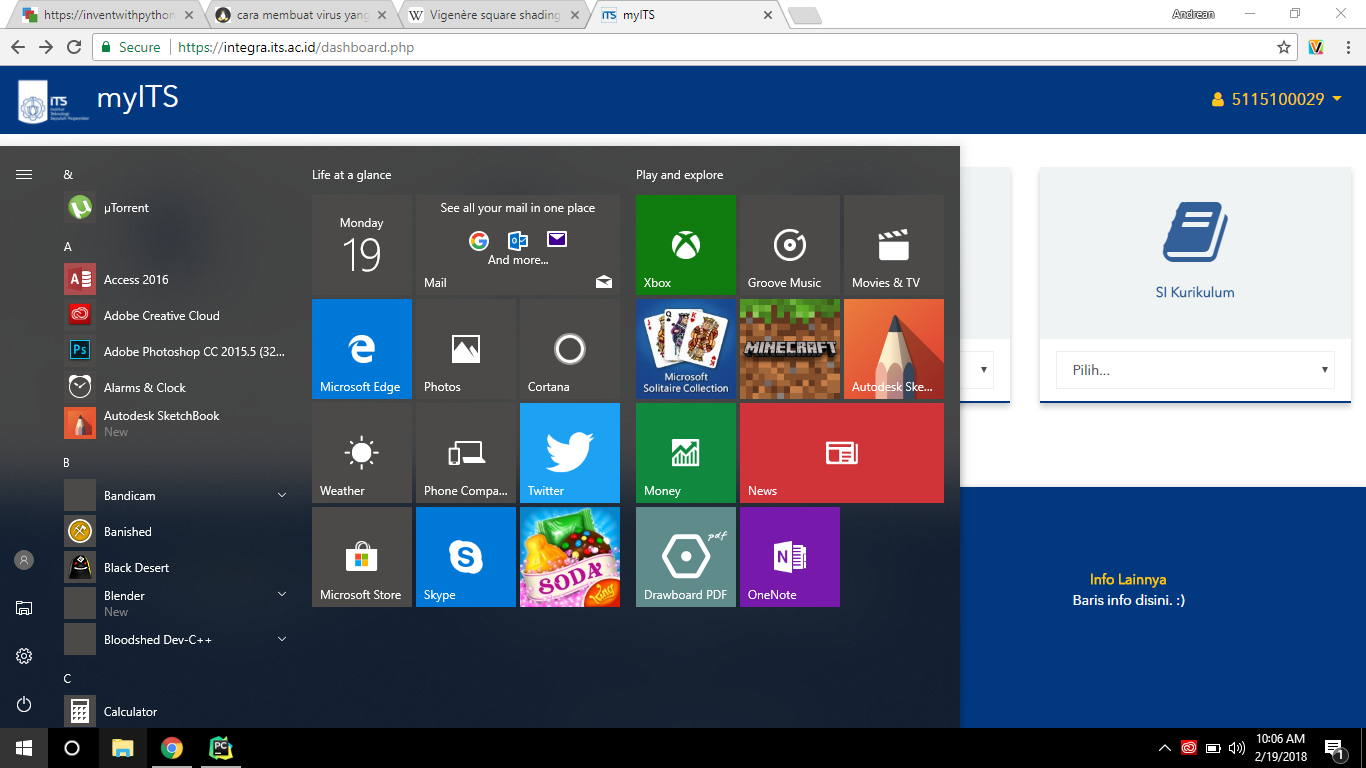 https://inventwithpython
cara membuat virus yang
Vigenère square shading
myITS
Andrean
Secure
https://integra.its.ac.id/dashboard.php
ITS
myITS
5115100029
&
µTorrent
A
Access 2016
Adobe Creative Cloud
Adobe Photoshop CC 2015.5 (32...
Alarms & Clock
Autodesk SketchBook
New
B
Bandicam
Banished
Black Desert
Blender
New
Bloodshed Dev-C++
C
Calculator
Life at a glance
Monday
19
See all your mail in one place
And more...
Mail
Microsoft Edge
Photos
Cortana
Weather
Phone Compa...
Twitter
Microsoft Store
Skype
SODA
King
Play and explore
Xbox
Groove Music
Movies & TV
Microsoft
Solitaire Collection
MINECRAFT
Autodesk Ske...
Money
News
pdf
Drawboard PDF
OneNote
SI Kurikulum
Pilih...
Info Lainnya
Baris info disini. :)
10:06 AM
2/19/2018
1